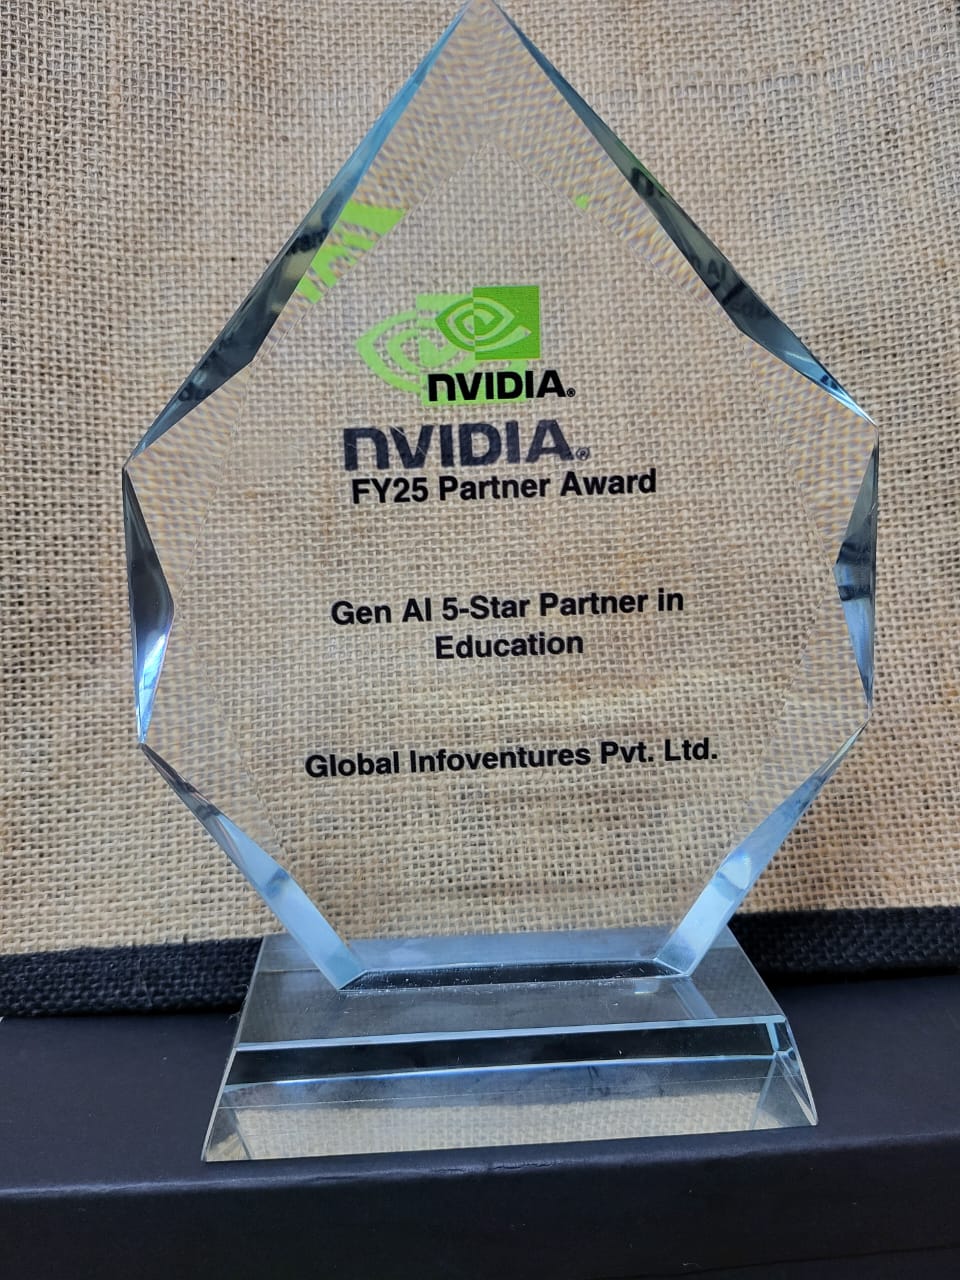 NVIDIA®
NVIDIA®
FY25 Partner Award
Gen AI 5-Star Partner in
Education
Global Infoventures Pvt. Ltd.